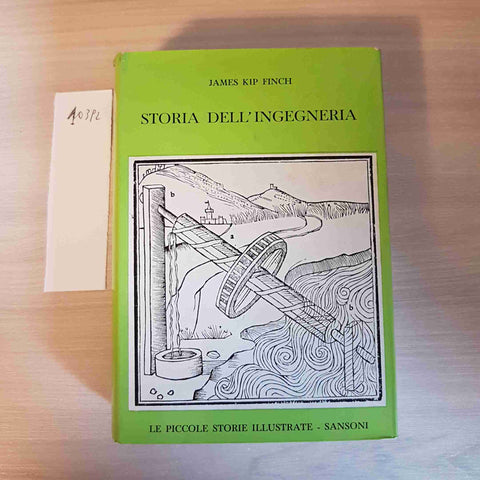 JAMES KIP FINCH
STORIA DELL'INGEGNERIA
b
a
LE PICCOLE STORIE ILLUSTRATE - SANSONI